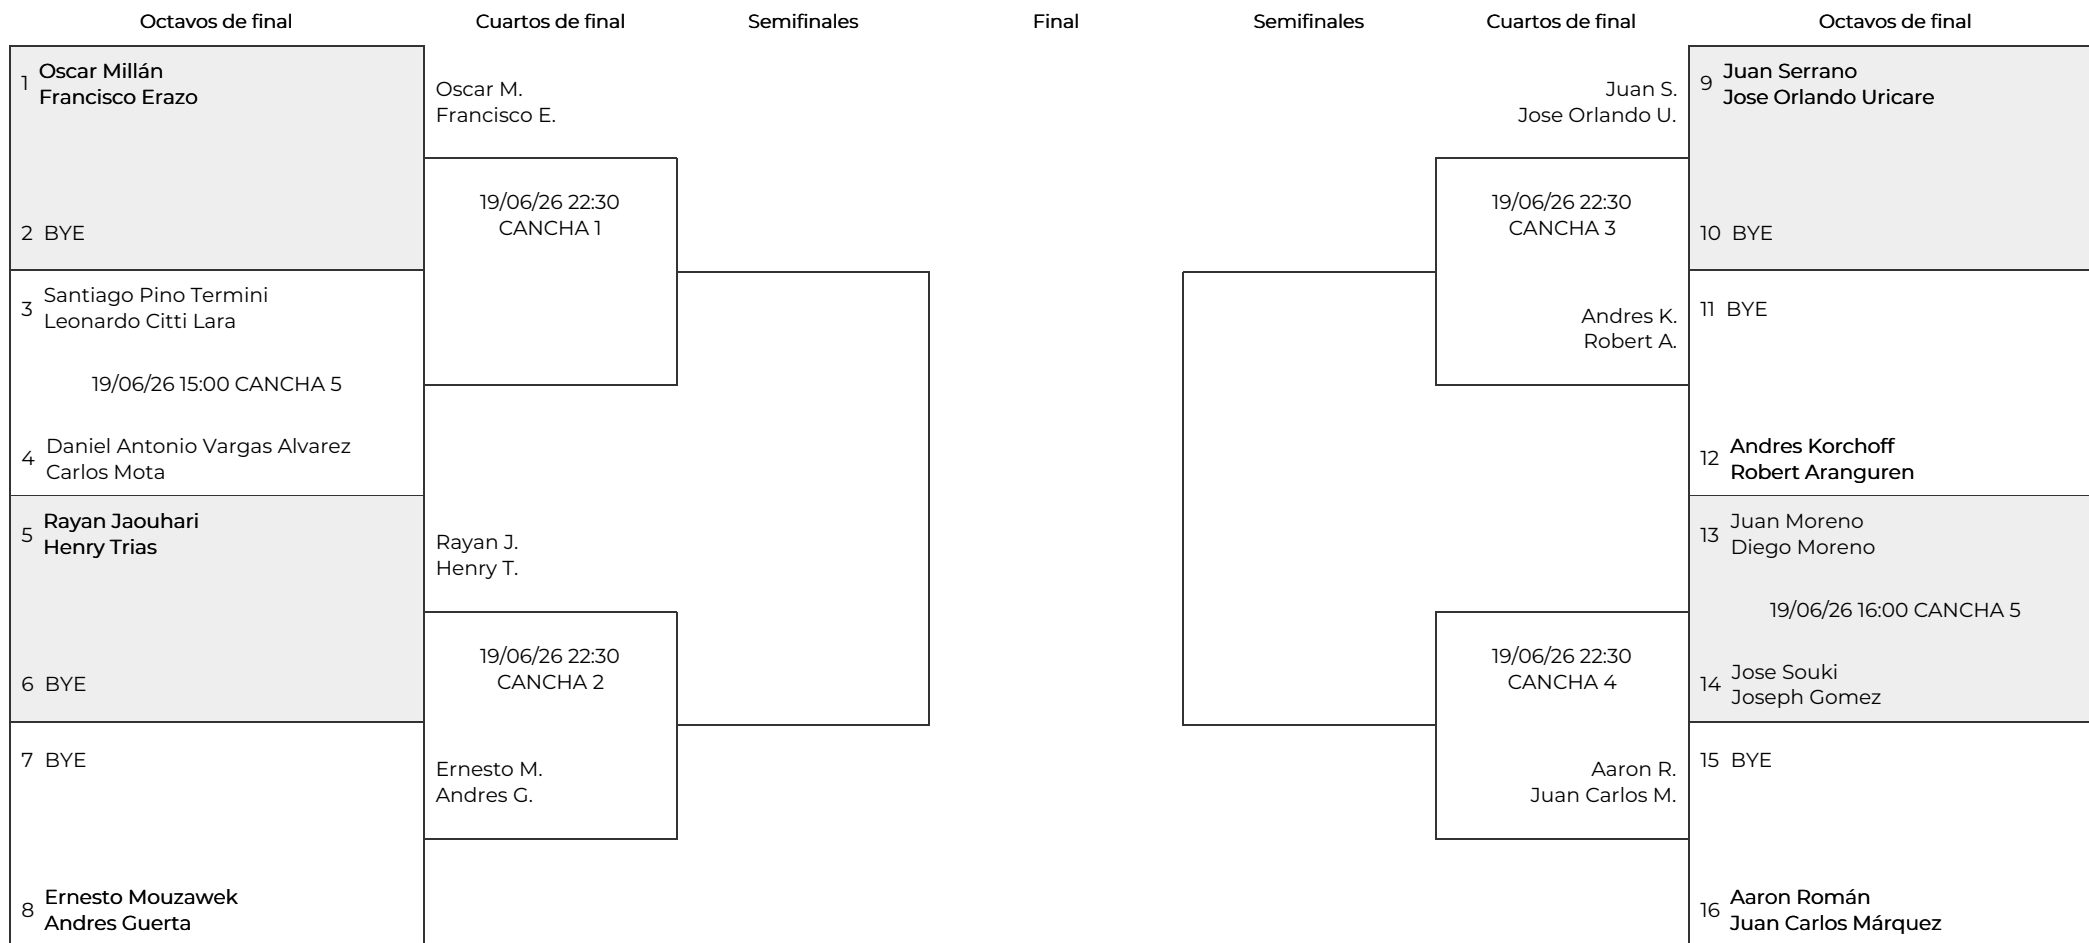 Octavos de final
Cuartos de final
Semifinales
Final
Semifinales
Cuartos de final
Octavos de final
1
Oscar Millán
Francisco Erazo
2 BYE
3
Santiago Pino Termini
Leonardo Citti Lara
19/06/26 15:00 CANCHA 5
4
Daniel Antonio Vargas Alvarez
Carlos Mota
5
Rayan Jaouhari
Henry Trias
6 BYE
7 BYE
8
Ernesto Mouzawek
Andres Guerta
Oscar M.
Francisco E.
19/06/26 22:30
CANCHA 1
Rayan J.
Henry T.
19/06/26 22:30
CANCHA 2
Ernesto M.
Andres G.
Juan S.
Jose Orlando U.
19/06/26 22:30
CANCHA 3
Andres K.
Robert A.
19/06/26 22:30
CANCHA 4
Aaron R.
Juan Carlos M.
9
Juan Serrano
Jose Orlando Uricare
10 BYE
11 BYE
12
Andres Korchoff
Robert Aranguren
13
Juan Moreno
Diego Moreno
19/06/26 16:00 CANCHA 5
14
Jose Souki
Joseph Gomez
15 BYE
16
Aaron Román
Juan Carlos Márquez